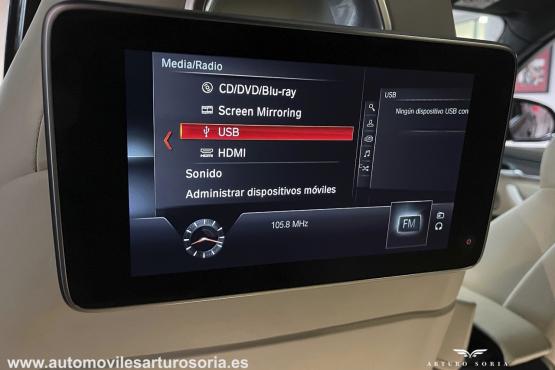 Media/Radio
CD/DVD/Blu-ray
Screen Mirroring
USB
HDMI
Sonido
Administrar dispositivos móviles
USB
Ningún dispositivo USB con
105.8 MHz
FM
www.automovilesarturosoria.es
ARTURO SORIA